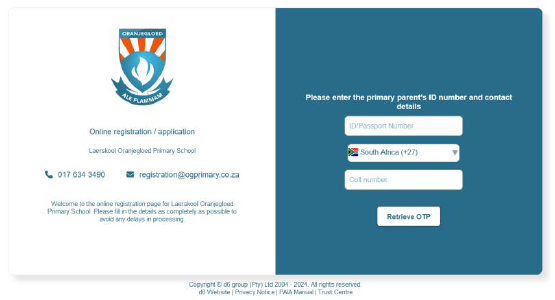 ORANJEGLOED
ALK FLAMMAM
Online registration / application
Laerskool Oranjegloed Primary School
017 634 3490 registration@ogprimary.co.za
Welcome to the online registration page for Laerskool Oranjegloed
Primary School. Please fill in the details as completely as possible to
avoid any delays in processing
Please enter the primary parent's ID number and contact
details
ID/Passport Number
South Africa (+27)
Cell number
Retrieve OTP
Copyright © d6 group (Pty) Ltd 2004 - 2024. All rights reserved.
d6 Website | Privacy Notice | PAIA Manual | Trust Centre